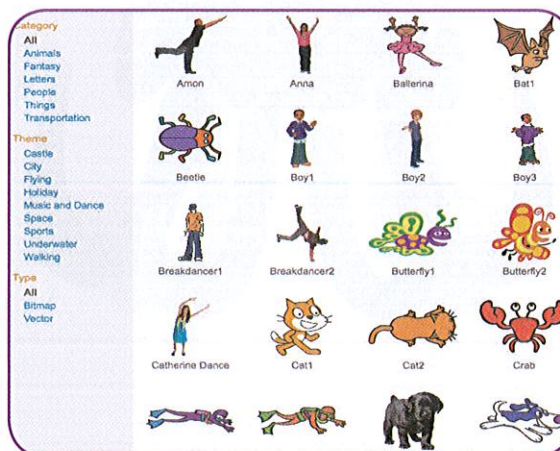 Category
All
Animals
Fantasy
Letters
People
Things
Transportation
Theme
Castle
City
Flying
Holiday
Music and Dance
Space
Sports
Underwater
Walking
Type
All
Bitmap
Vector
Amon
Anna
Ballerina
Bat1
Beetle
Boy1
Boy2
Boy3
Breakdancer1
Breakdancer2
Butterfly1
Butterfly2
Catherine Dance
Cat1
Cat2
Crab